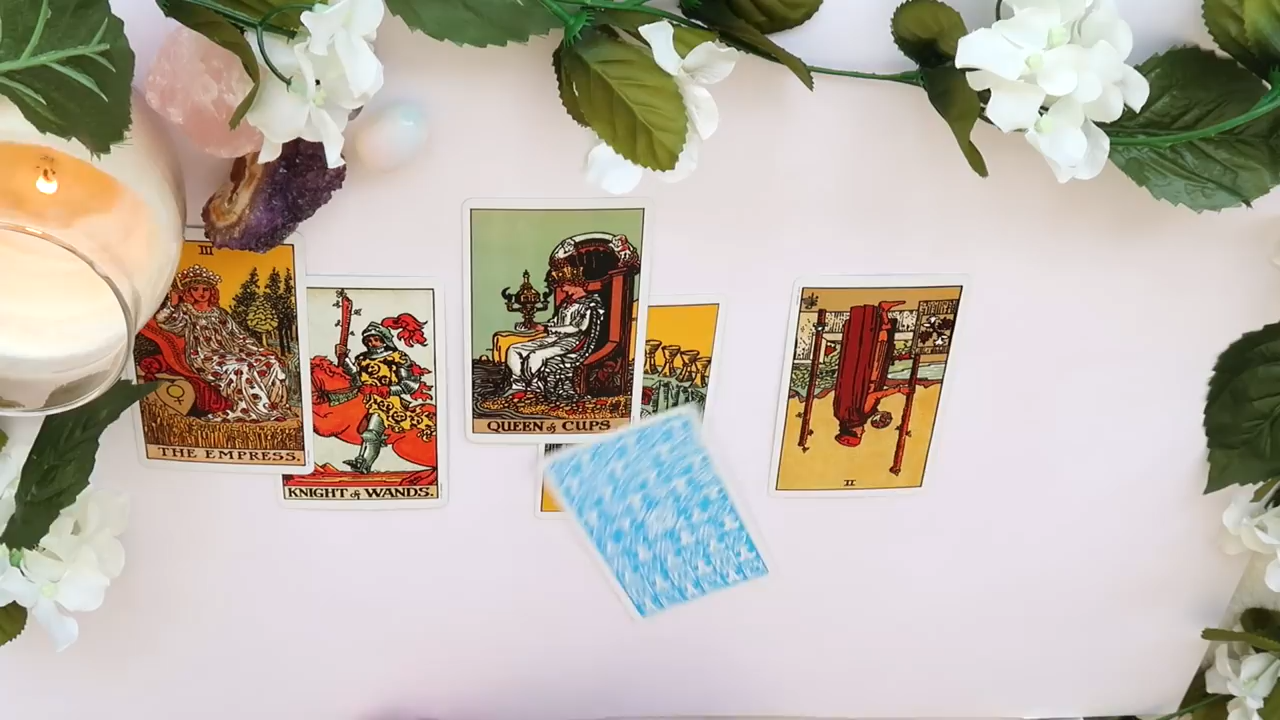 III
THE EMPRESS.
KNIGHT of WANDS.
QUEEN of CUPS
II